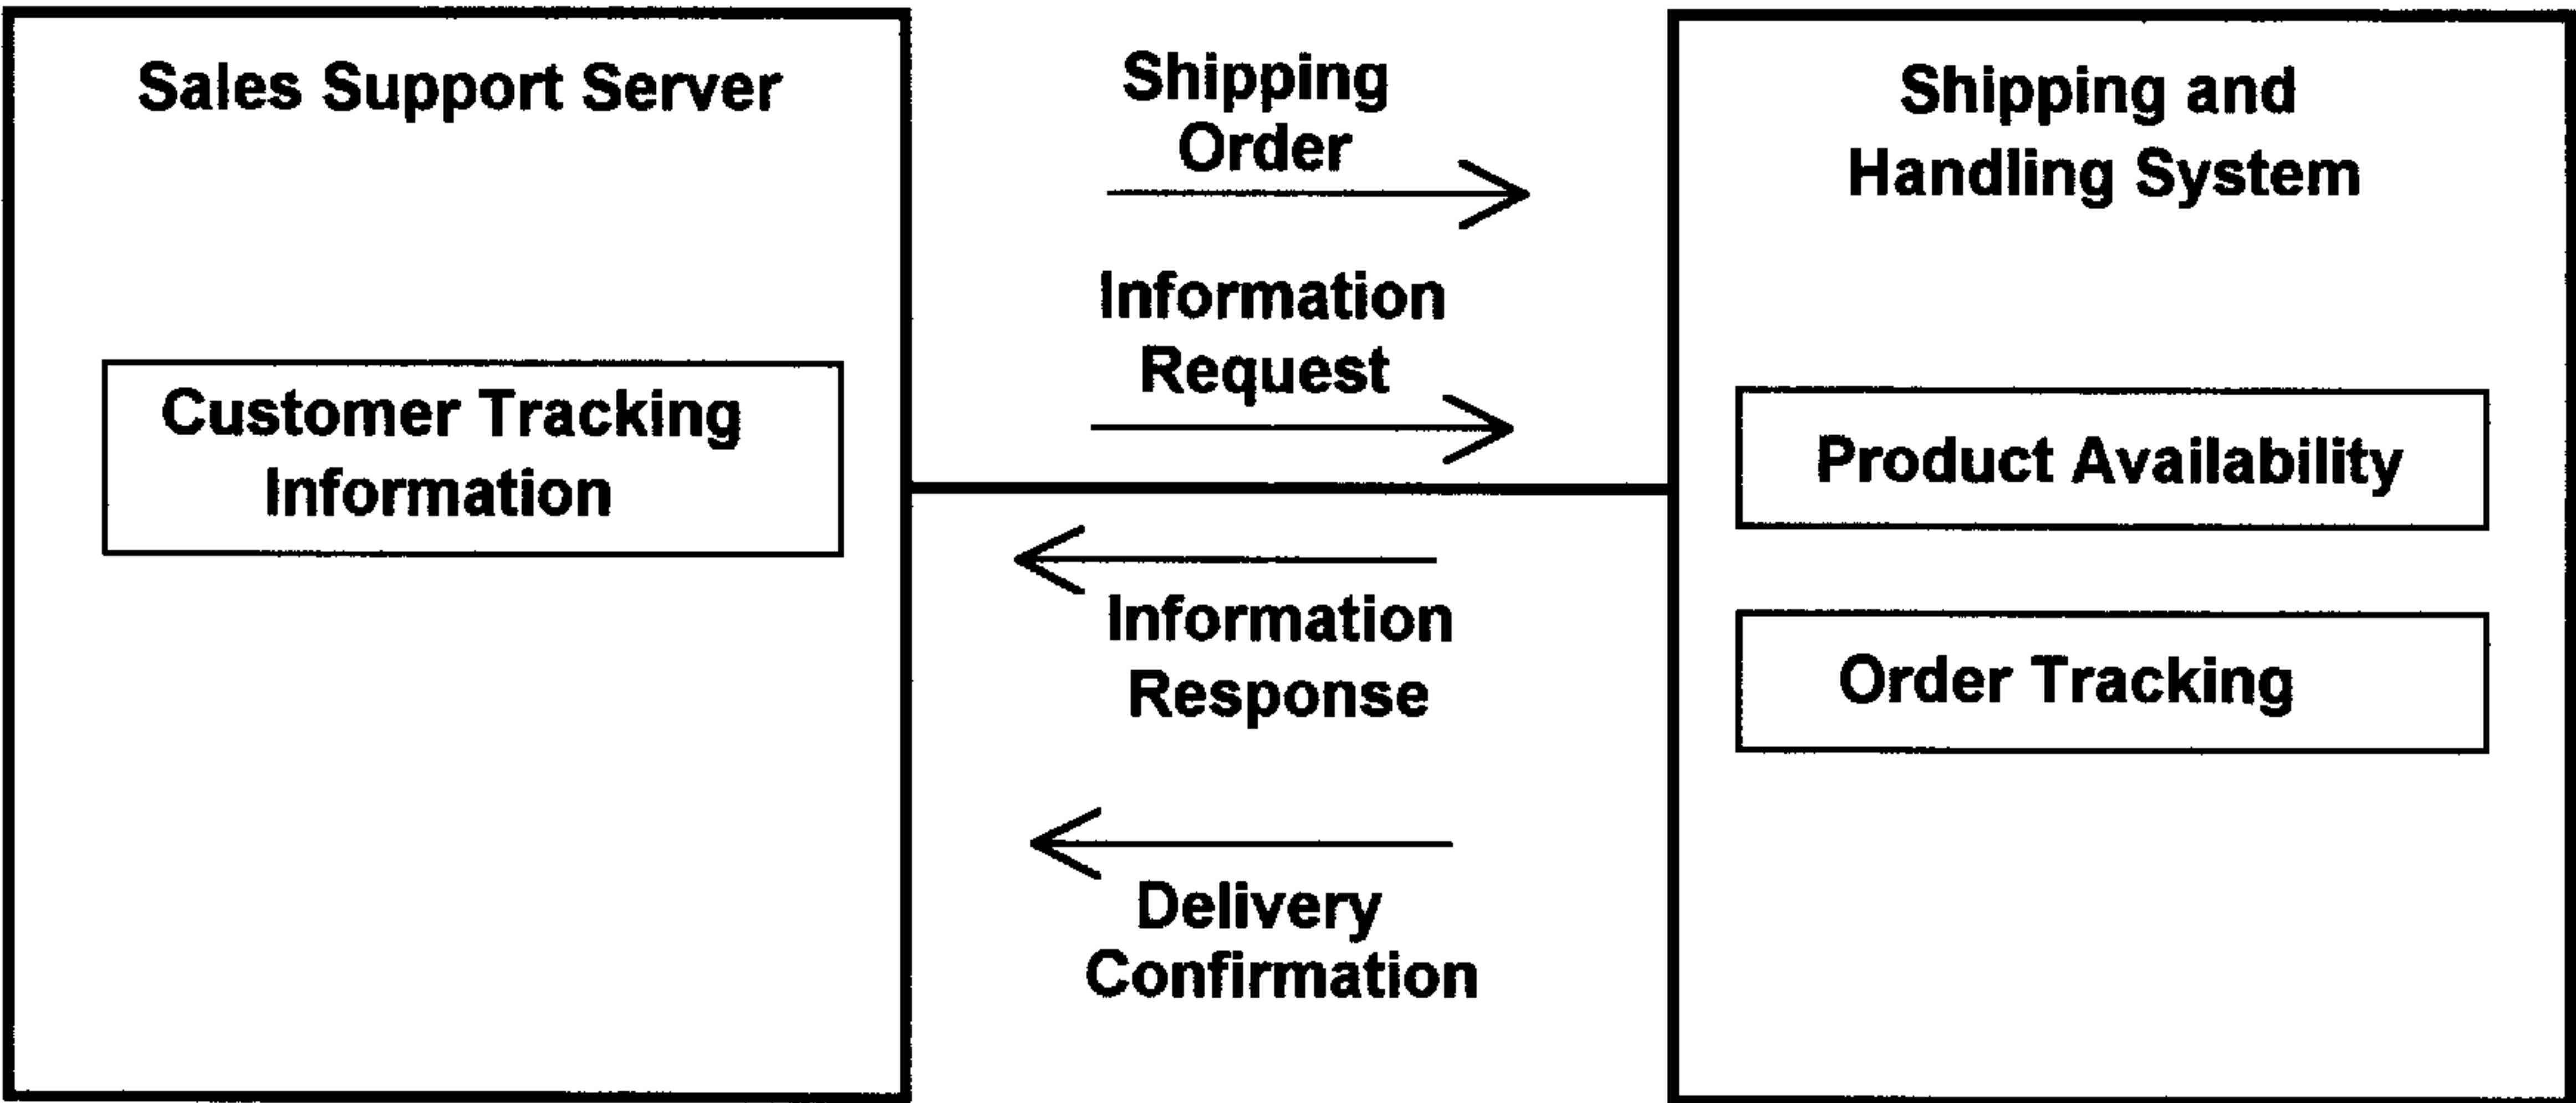 Sales Support Server
Customer Tracking
Information
Shipping
Order
Information
Request
Information
Response
Delivery
Confirmation
Shipping and
Handling System
Product Availability
Order Tracking